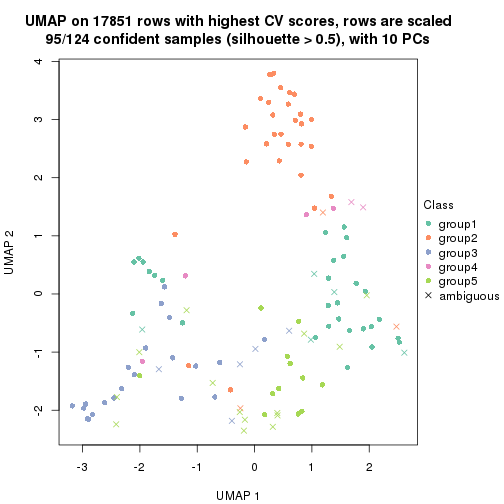 UMAP on 17851 rows with highest CV scores, rows are scaled
95/124 confident samples (silhouette > 0.5), with 10 PCs
4
3
2
1
0
-1
-2
UMAP 2
-3
-2
-1
0
1
2
UMAP 1
Class
group1
group2
group3
group4
group5
ambiguous